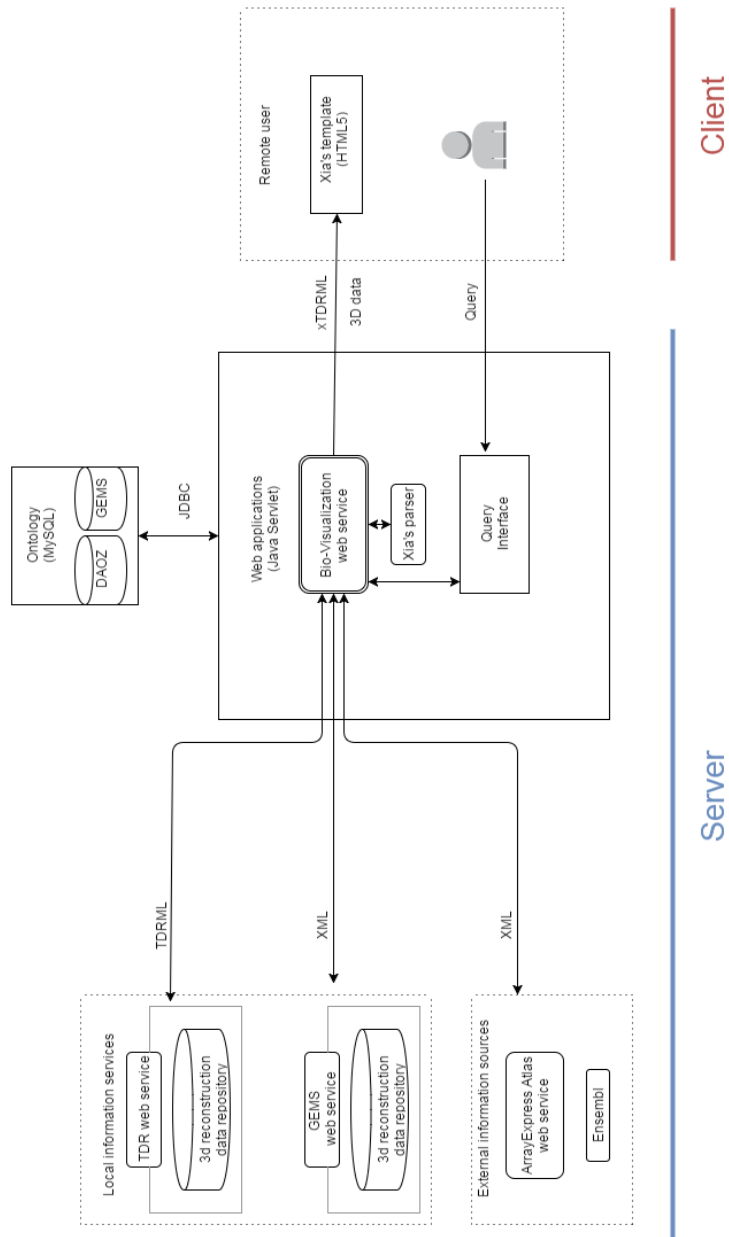 Local information services
TDR web service
3d reconstruction
data repository
GEMS
web service
3d reconstruction
data repository
External information sources
ArrayExpress Atlas
web service
Ensembl
TDRML
XML
XML
Ontology
(MySQL)
DAOZ
GEMS
JDBC
Web applications
(Java Servlet)
Bio-Visualization
web service
Xia's parser
Query
Interface
xTDRML
3D data
Query
Remote user
Xia's template
(HTML5)
Server
Client